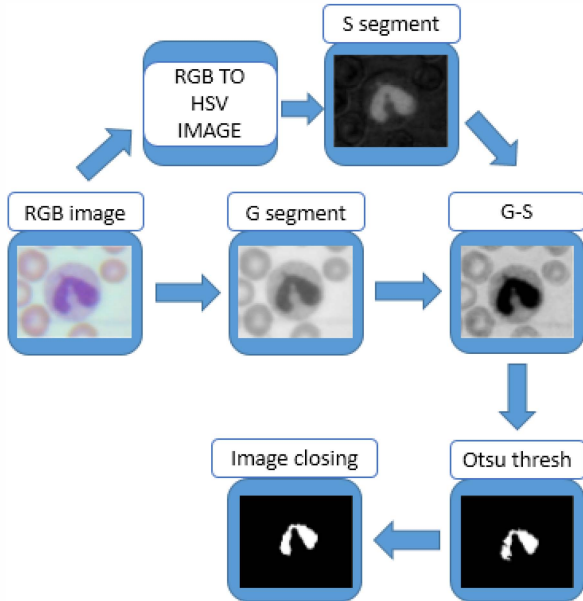 S segment
RGB TO
HSV
IMAGE
RGB image
G segment
G-S
Image closing
Otsu thresh